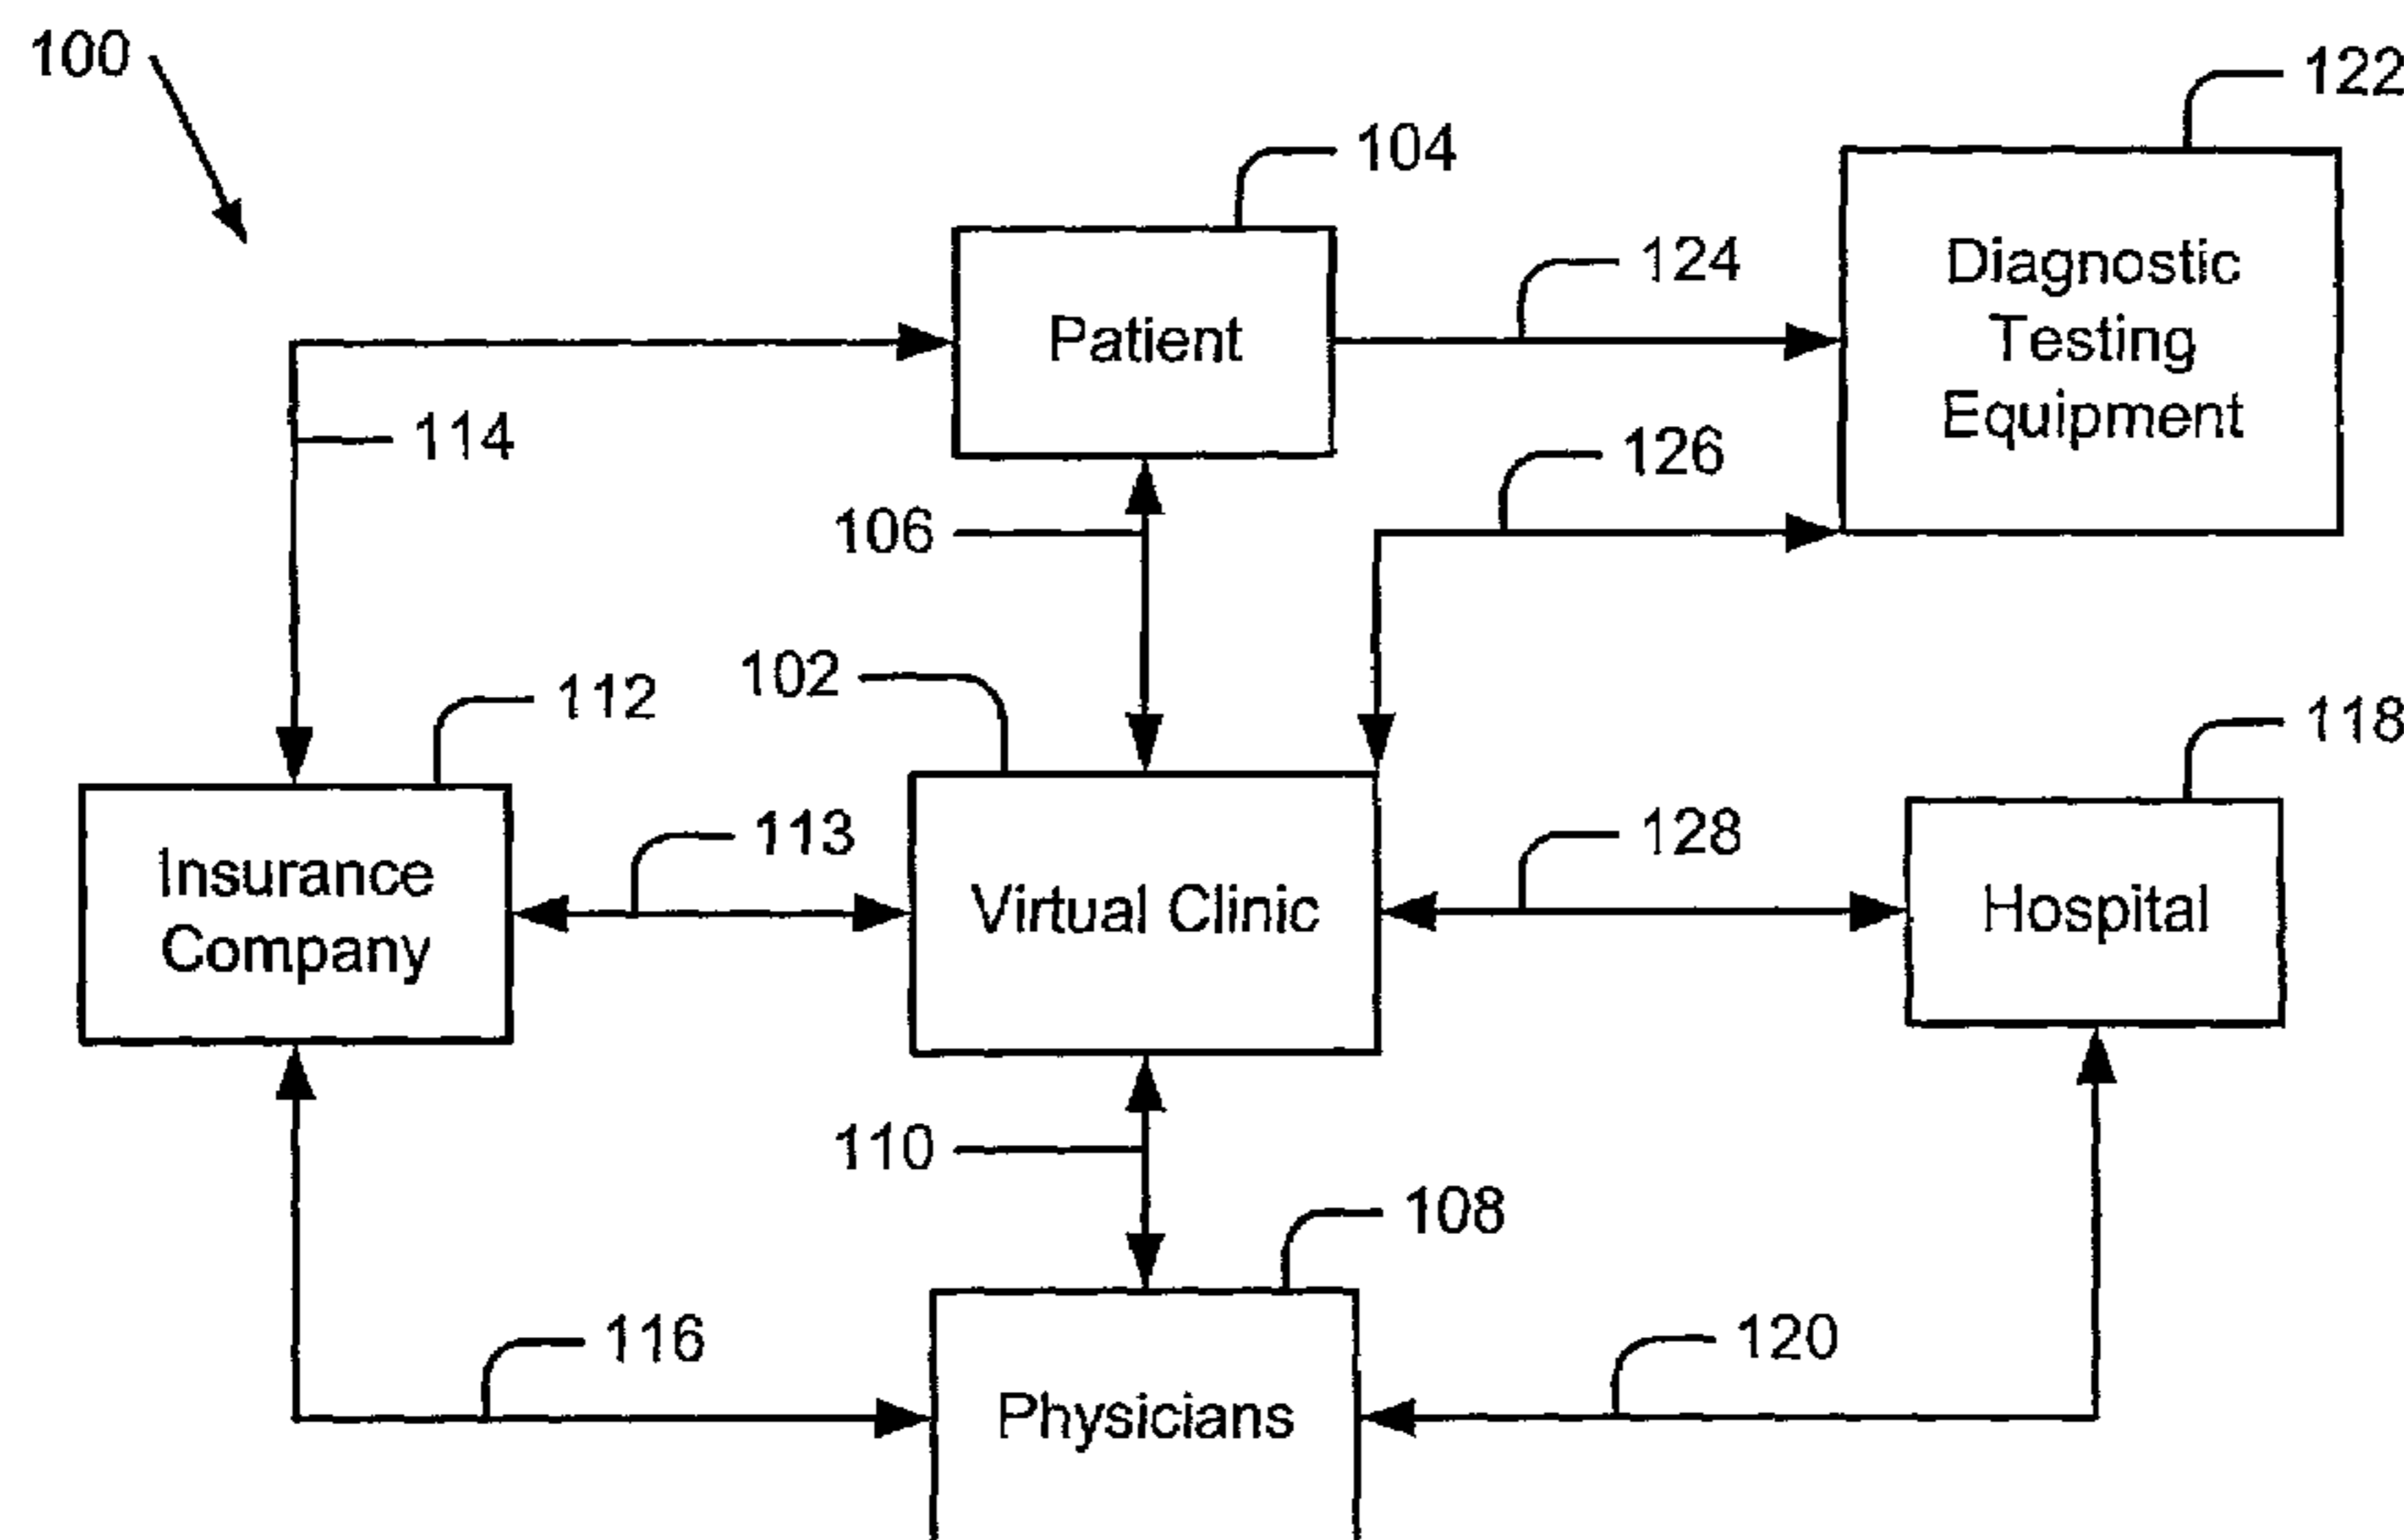 100
122
104
124
Diagnostic
Testing
Equipment
Patient
114
126
106
102
112
118
113
128
Insurance
Company
Virtual Clinic
Hospital
110
108
116
120
Physicians